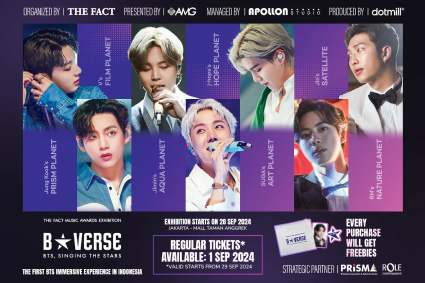 ORGANIZED BY | THE FACT PRESENTED BY | AMG MANAGED BY | APOLLON STUDIO PRODUCED BY | dotmill
V's FILM PLANET
j-hope's HOPE PLANET
Jin's SATELLITE
Jung Kook's PRISM PLANET
Jimin's AQUA PLANET
SUGA's ART PLANET
RM's NATURE PLANET
THE FACT MUSIC AWARDS EXHIBITION
B★VERSE
BTS, SINGING THE STARS
THE FIRST BTS IMMERSIVE EXPERIENCE IN INDONESIA
EXHIBITION STARTS ON 28 SEP 2024
JAKARTA - MALL TAMAN ANGGREK
REGULAR TICKETS*
AVAILABLE: 1 SEP 2024
*VALID STARTS FROM 29 SEP 2024
B★VERSE
EVERY
PURCHASE
WILL GET
FREEBIES
STRATEGIC PARTNER | PRiSMA ROLE